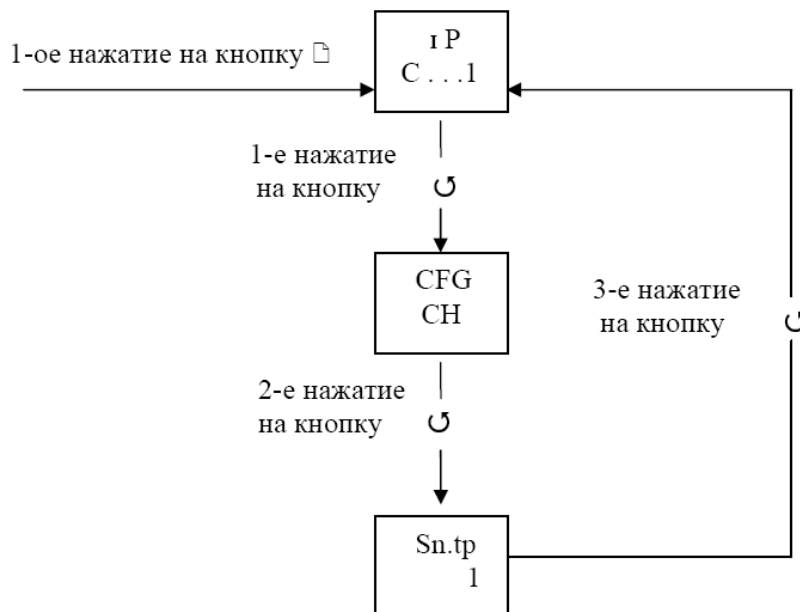 1-ое нажатие на кнопку
ı P
C . . .1
1-е нажатие
на кнопку
CFG
CH
2-е нажатие
на кнопку
3-е нажатие
на кнопку
Sn.tp
1